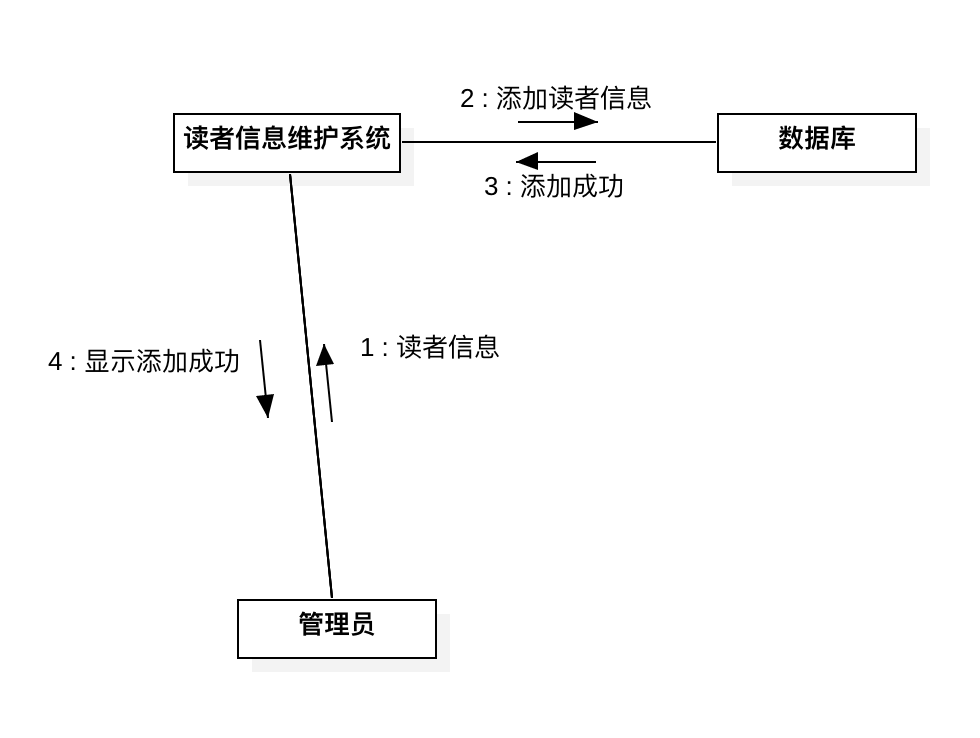 2 : 添加读者信息
读者信息维护系统
数据库
3 : 添加成功
1 : 读者信息
4 : 显示添加成功
管理员